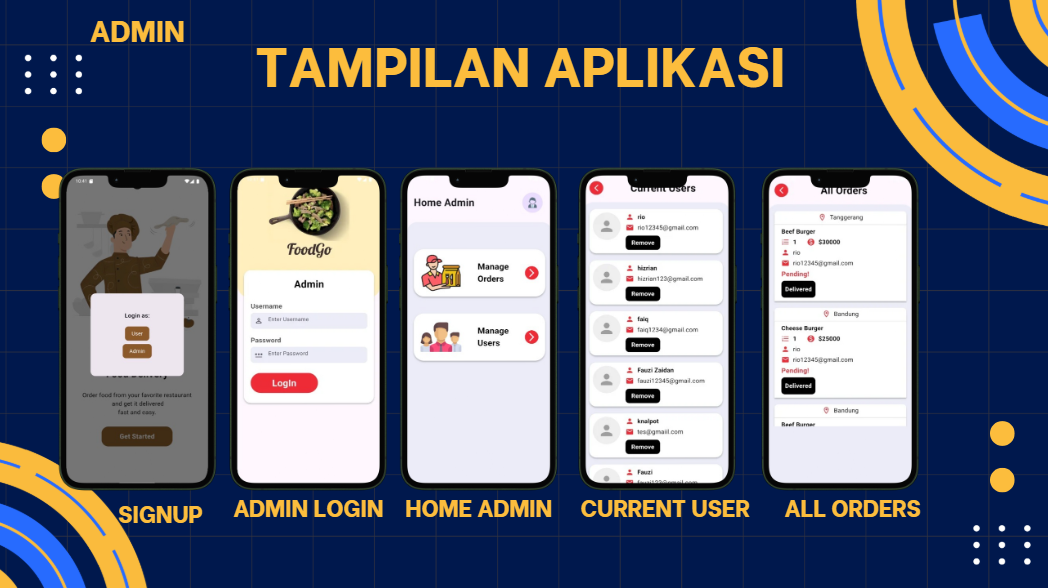 ADMIN
TAMPILAN APLIKASI
10:41
Login as:
User
Admin
Food Delivery
Order food from your favorite restaurant
and get it delivered
fast and easy.
Get Started
SIGNUP
FoodGo
Admin
Username
Enter Username
Password
Enter Password
LogIn
ADMIN LOGIN
Home Admin
Manage
Orders
Manage
Users
HOME ADMIN
Current Users
rio
rio12345@gmail.com
Remove
hizrian
hizrian123@gmail.com
Remove
faiq
faiq1234@gmail.com
Remove
Fauzi Zaidan
fauzi12345@gmail.com
Remove
knalpot
tes@gmail.com
Remove
Fauzi
CURRENT USER
All Orders
Tanggerang
Beef Burger
1 $30000
rio
rio12345@gmail.com
Pending!
Delivered
Bandung
Cheese Burger
1 $25000
rio
rio12345@gmail.com
Pending!
Delivered
Bandung
Beef Burger
ALL ORDERS